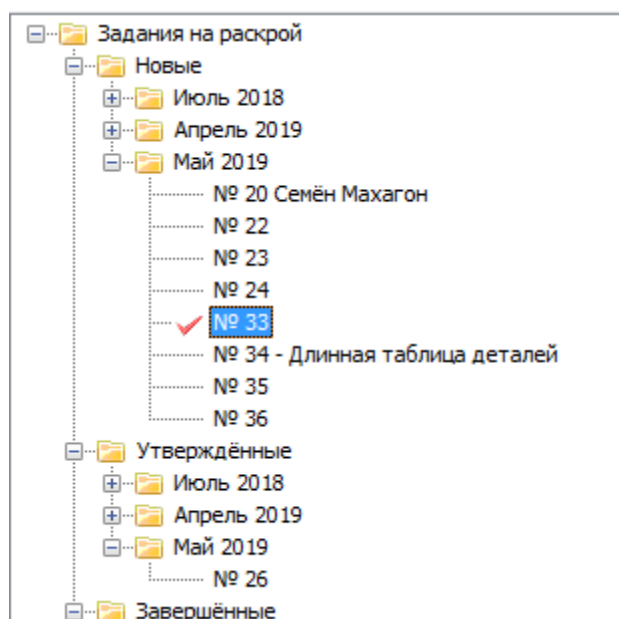 Задания на раскрой
Новые
Июль 2018
Апрель 2019
Май 2019
№ 20 Семён Махагон
№ 22
№ 23
№ 24
№ 33
№ 34 - Длинная таблица деталей
№ 35
№ 36
Утверждённые
Июль 2018
Апрель 2019
Май 2019
№ 26
Завершённые